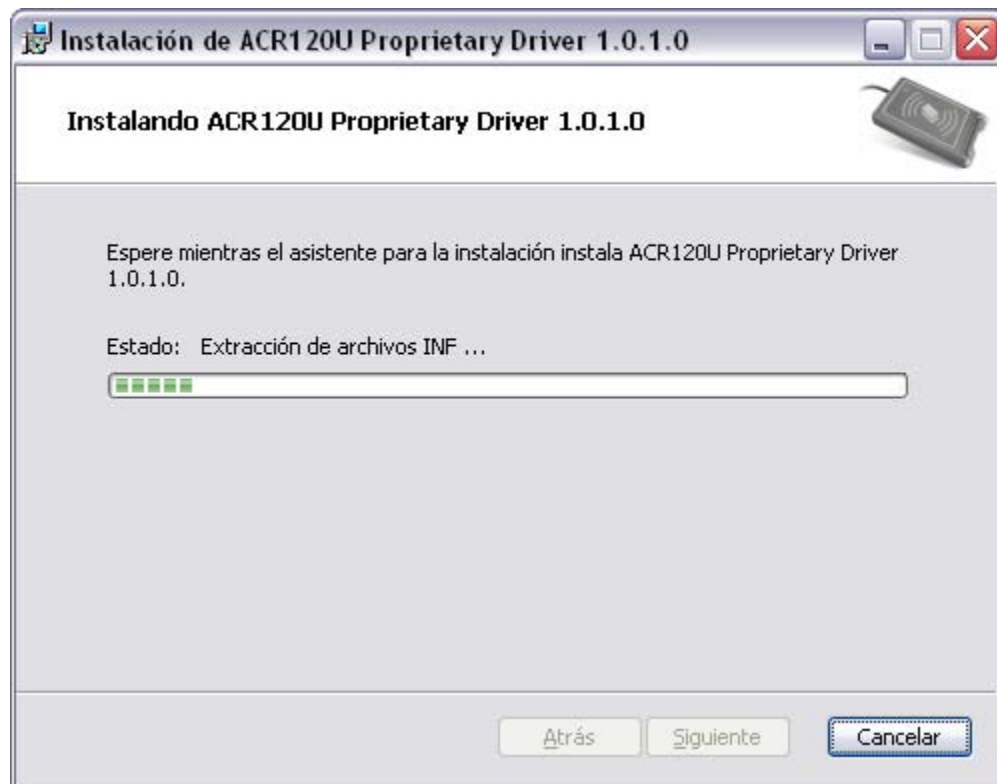 Instalación de ACR120U Proprietary Driver 1.0.1.0
Instalando ACR120U Proprietary Driver 1.0.1.0
Espere mientras el asistente para la instalación instala ACR120U Proprietary Driver
1.0.1.0.
Estado: Extracción de archivos INF ...
Atrás Siguiente Cancelar